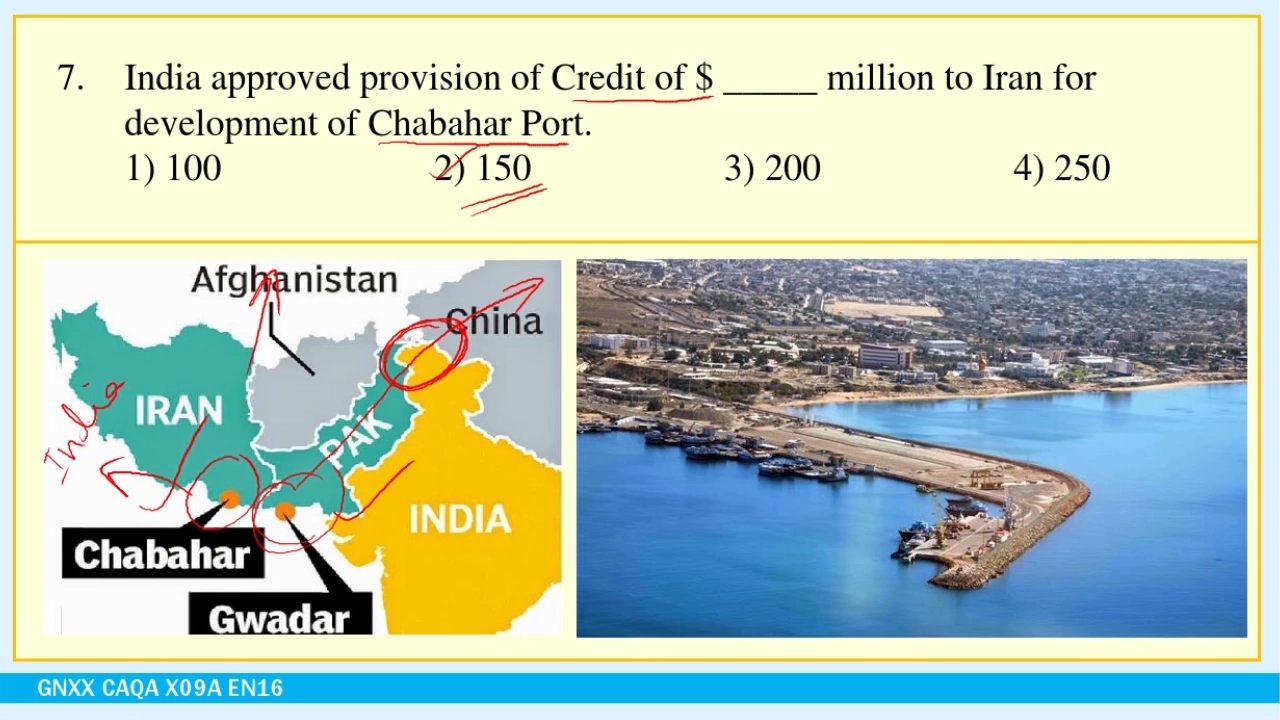 7. India approved provision of Credit of $ _____ million to Iran for
development of Chabahar Port.
1) 100 2) 150 3) 200 4) 250
Afghanistan
China
IRAN
PAK
India
INDIA
Chabahar
Gwadar
GNXX CAQA X09A EN16